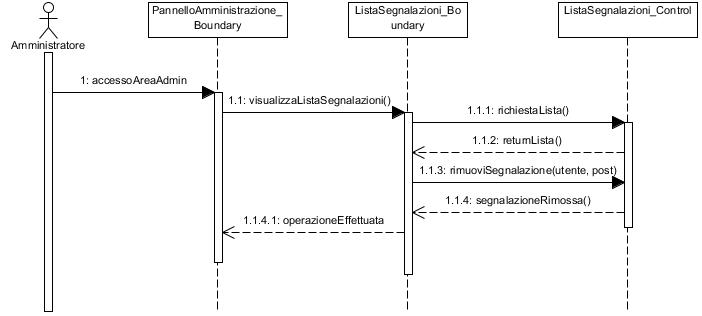 PannelloAmministrazione_
Boundary
ListaSegnalazioni_Bo
undary
ListaSegnalazioni_Control
Amministratore
1: accessoAreaAdmin
1.1: visualizzaListaSegnalazioni()
1.1.1: richiestaLista()
1.1.2: returnLista()
1.1.3: rimuoviSegnalazione(utente, post)
1.1.4: segnalazioneRimossa()
1.1.4.1: operazioneEffettuata